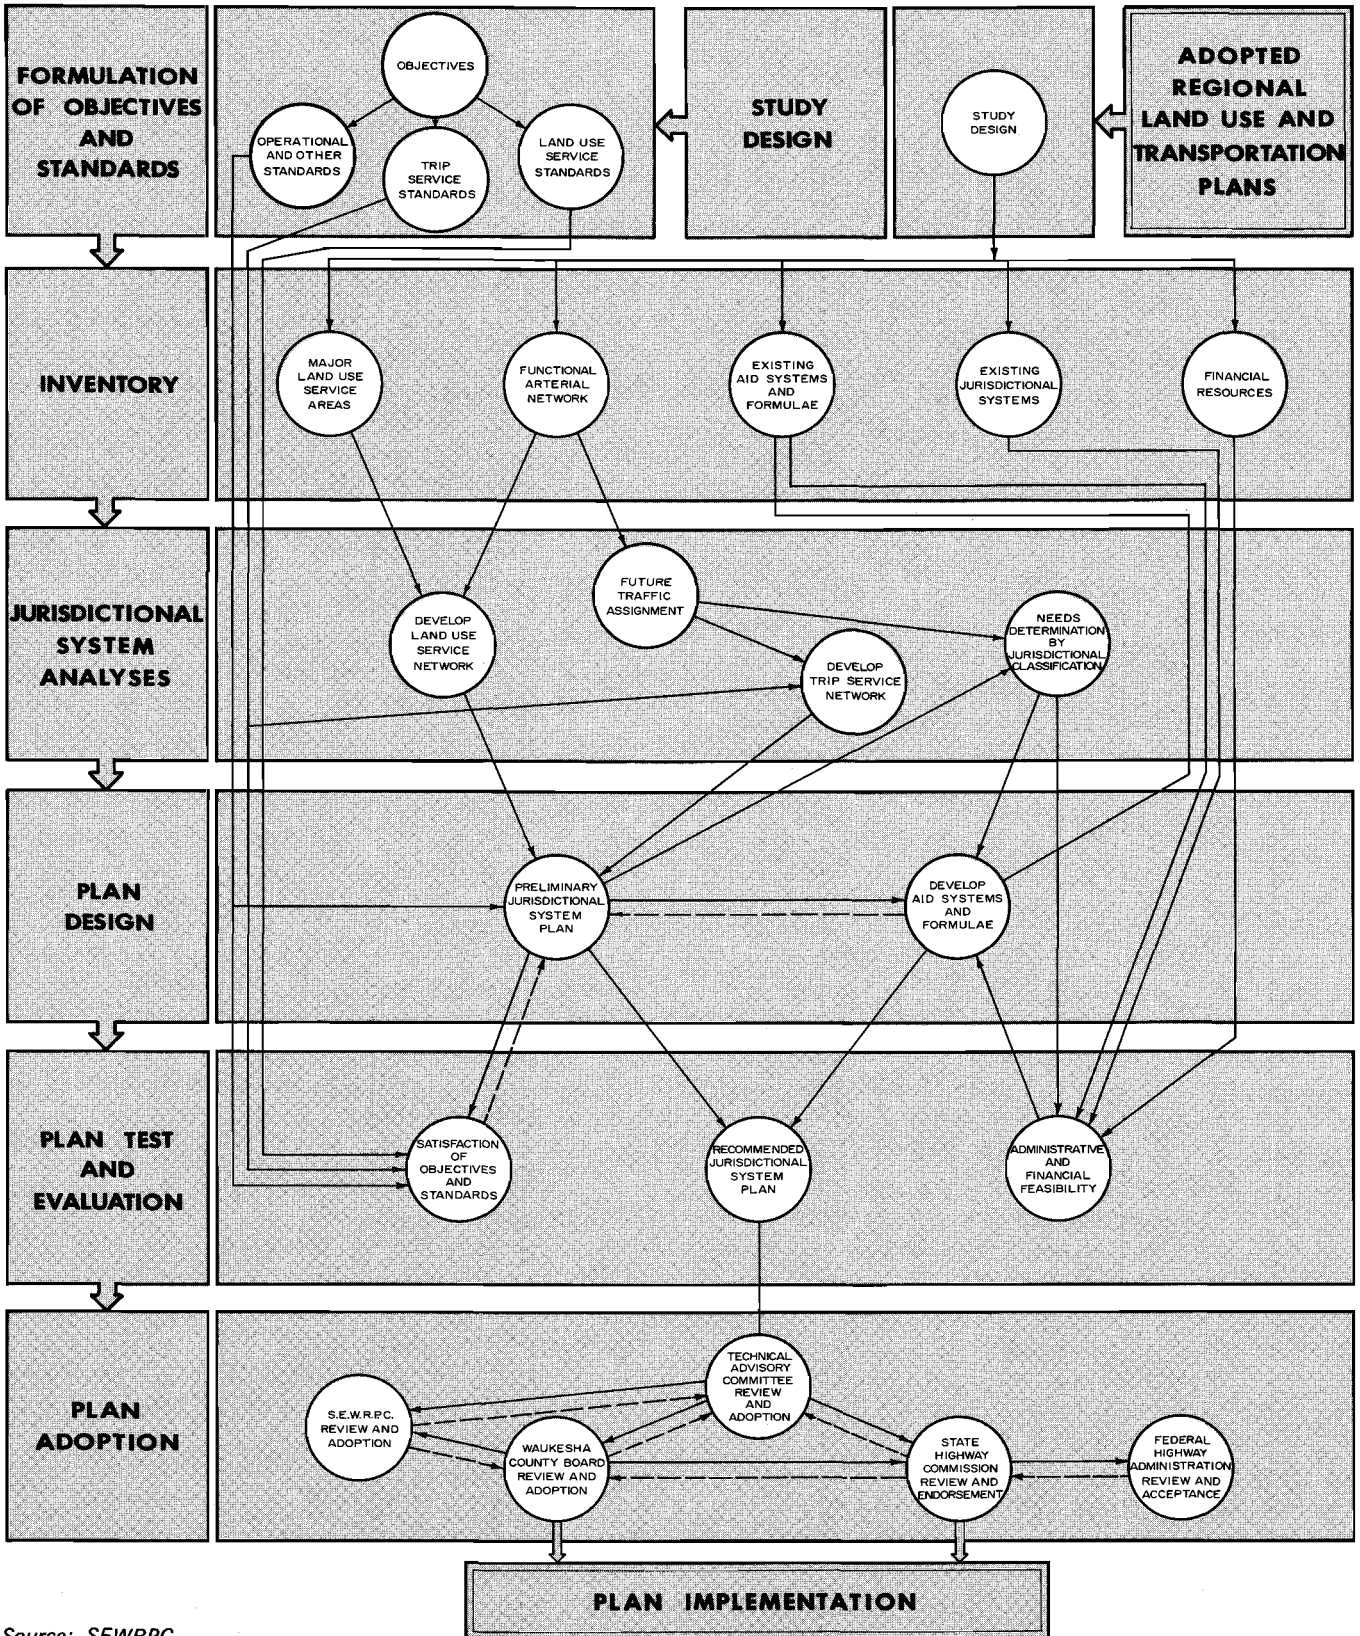 FORMULATION
OF OBJECTIVES
AND
STANDARDS
OBJECTIVES
OPERATIONAL
AND OTHER
STANDARDS
TRIP
SERVICE
STANDARDS
LAND USE
SERVICE
STANDARDS
STUDY
DESIGN
STUDY
DESIGN
ADOPTED
REGIONAL
LAND USE AND
TRANSPORTATION
PLANS
INVENTORY
MAJOR
LAND USE
SERVICE
AREAS
FUNCTIONAL
ARTERIAL
NETWORK
EXISTING
AID SYSTEMS
AND
FORMULAE
EXISTING
JURISDICTIONAL
SYSTEMS
FINANCIAL
RESOURCES
JURISDICTIONAL
SYSTEM
ANALYSES
DEVELOP
LAND USE
SERVICE
NETWORK
FUTURE
TRAFFIC
ASSIGNMENT
DEVELOP
TRIP SERVICE
NETWORK
NEEDS
DETERMINATION
BY
JURISDICTIONAL
CLASSIFICATION
PLAN
DESIGN
PRELIMINARY
JURISDICTIONAL
SYSTEM
PLAN
DEVELOP
AID SYSTEMS
AND
FORMULAE
PLAN TEST
AND
EVALUATION
SATISFACTION
OF
OBJECTIVES
AND
STANDARDS
RECOMMENDED
JURISDICTIONAL
SYSTEM
PLAN
ADMINISTRATIVE
AND
FINANCIAL
FEASIBILITY
PLAN
ADOPTION
S.E.W.R.P.C.
REVIEW AND
ADOPTION
WAUKESHA
COUNTY BOARD
REVIEW AND
ADOPTION
TECHNICAL
ADVISORY
COMMITTEE
REVIEW
AND
ADOPTION
STATE
HIGHWAY
COMMISSION
REVIEW AND
ENDORSEMENT
FEDERAL
HIGHWAY
ADMINISTRATION
REVIEW AND
ACCEPTANCE
PLAN IMPLEMENTATION
Source: SEWRPC